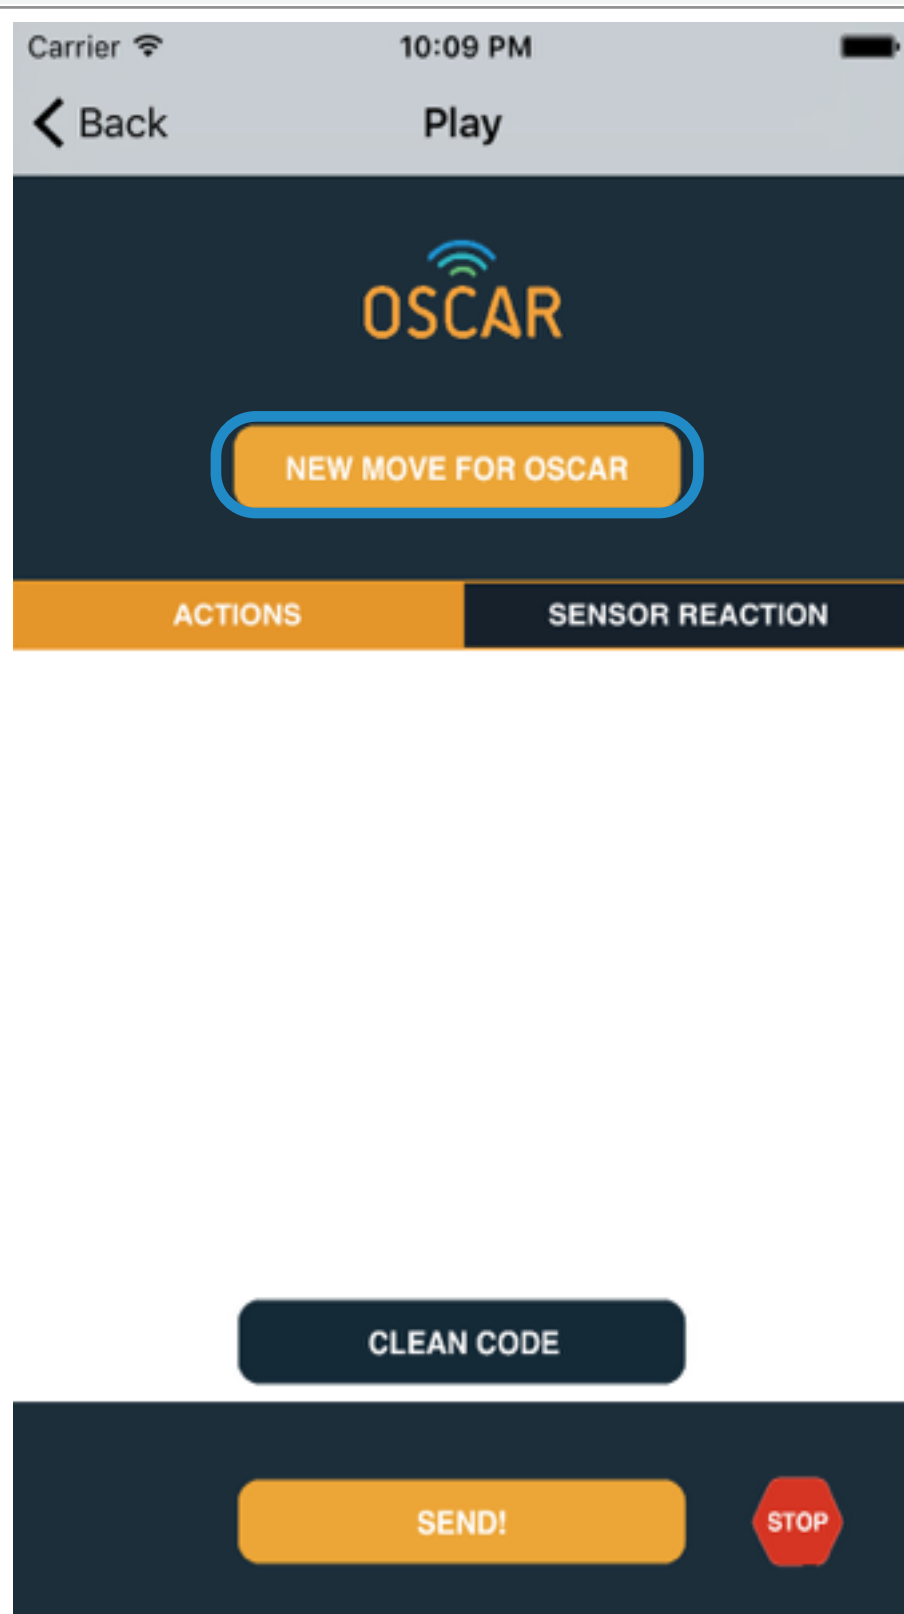 Carrier 10:09 PM
Back Play
OSCAR
NEW MOVE FOR OSCAR
ACTIONS SENSOR REACTION
CLEAN CODE
SEND! STOP